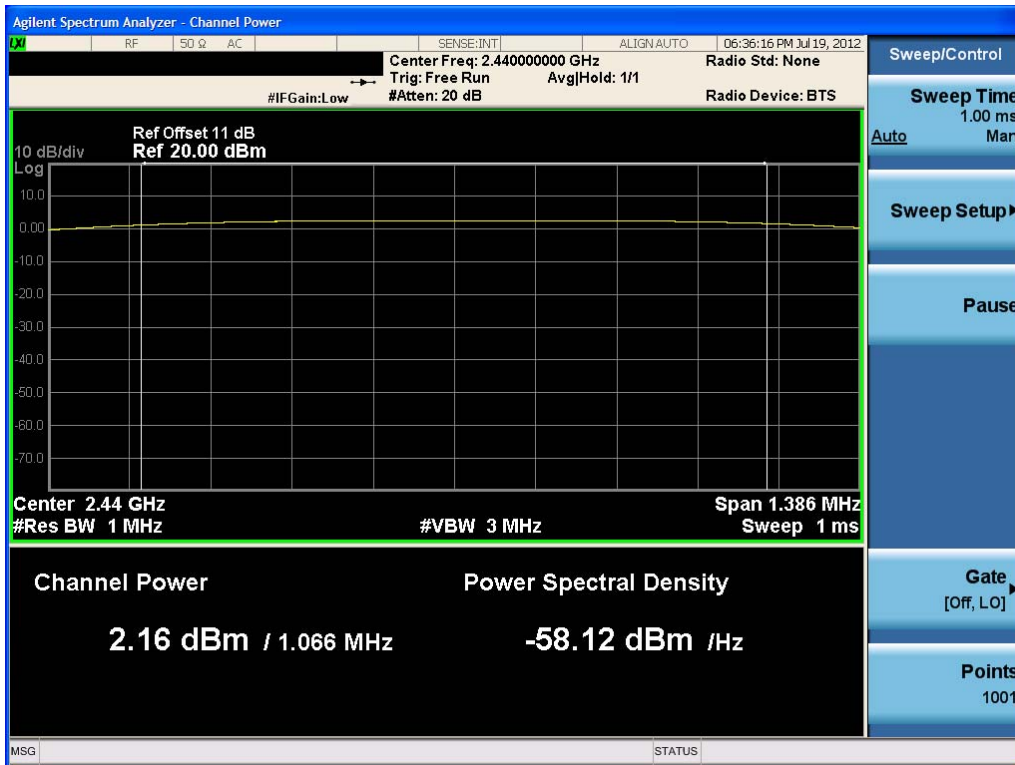 Agilent Spectrum Analyzer - Channel Power
LXI RF 50 Ω AC SENSE:INT ALIGN AUTO 06:36:16 PM Jul 19, 2012
Center Freq: 2.440000000 GHz Radio Std: None
Trig: Free Run Avg|Hold: 1/1
#IFGain:Low #Atten: 20 dB Radio Device: BTS
Ref Offset 11 dB
10 dB/div Ref 20.00 dBm
Log
10.0
0.00
-10.0
-20.0
-30.0
-40.0
-50.0
-60.0
-70.0
Center 2.44 GHz Span 1.386 MHz
#Res BW 1 MHz #VBW 3 MHz Sweep 1 ms
Channel Power Power Spectral Density
2.16 dBm / 1.066 MHz -58.12 dBm /Hz
MSG STATUS
Sweep/Control
Sweep Time
1.00 ms
Auto Man
Sweep Setup
Pause
Gate
[Off, LO]
Points
1001